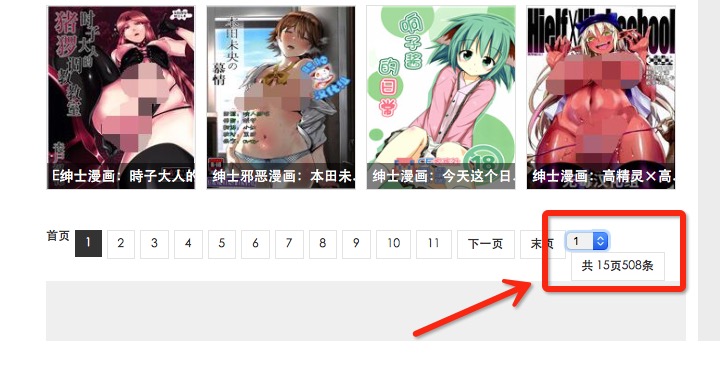 時子大人的
猪猡
调教教室
本田未央の
慕情
响子酱
的日常
18
E绅士漫画：時子大人的
绅士邪恶漫画：本田未.
绅士漫画：今天这个日.
绅士漫画：高精灵×高.
首页 1 2 3 4 5 6 7 8 9 10 11 下一页 末页 1
共 15页508条